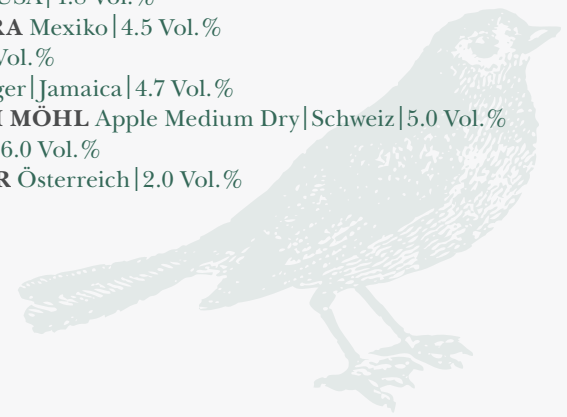 RA Mexiko|4.5 Vol.%
Vol.%
ger|Jamaica|4.7 Vol.%
MÖHL Apple Medium Dry|Schweiz|5.0 Vol.%
6.0 Vol.%
R Österreich|2.0 Vol.%